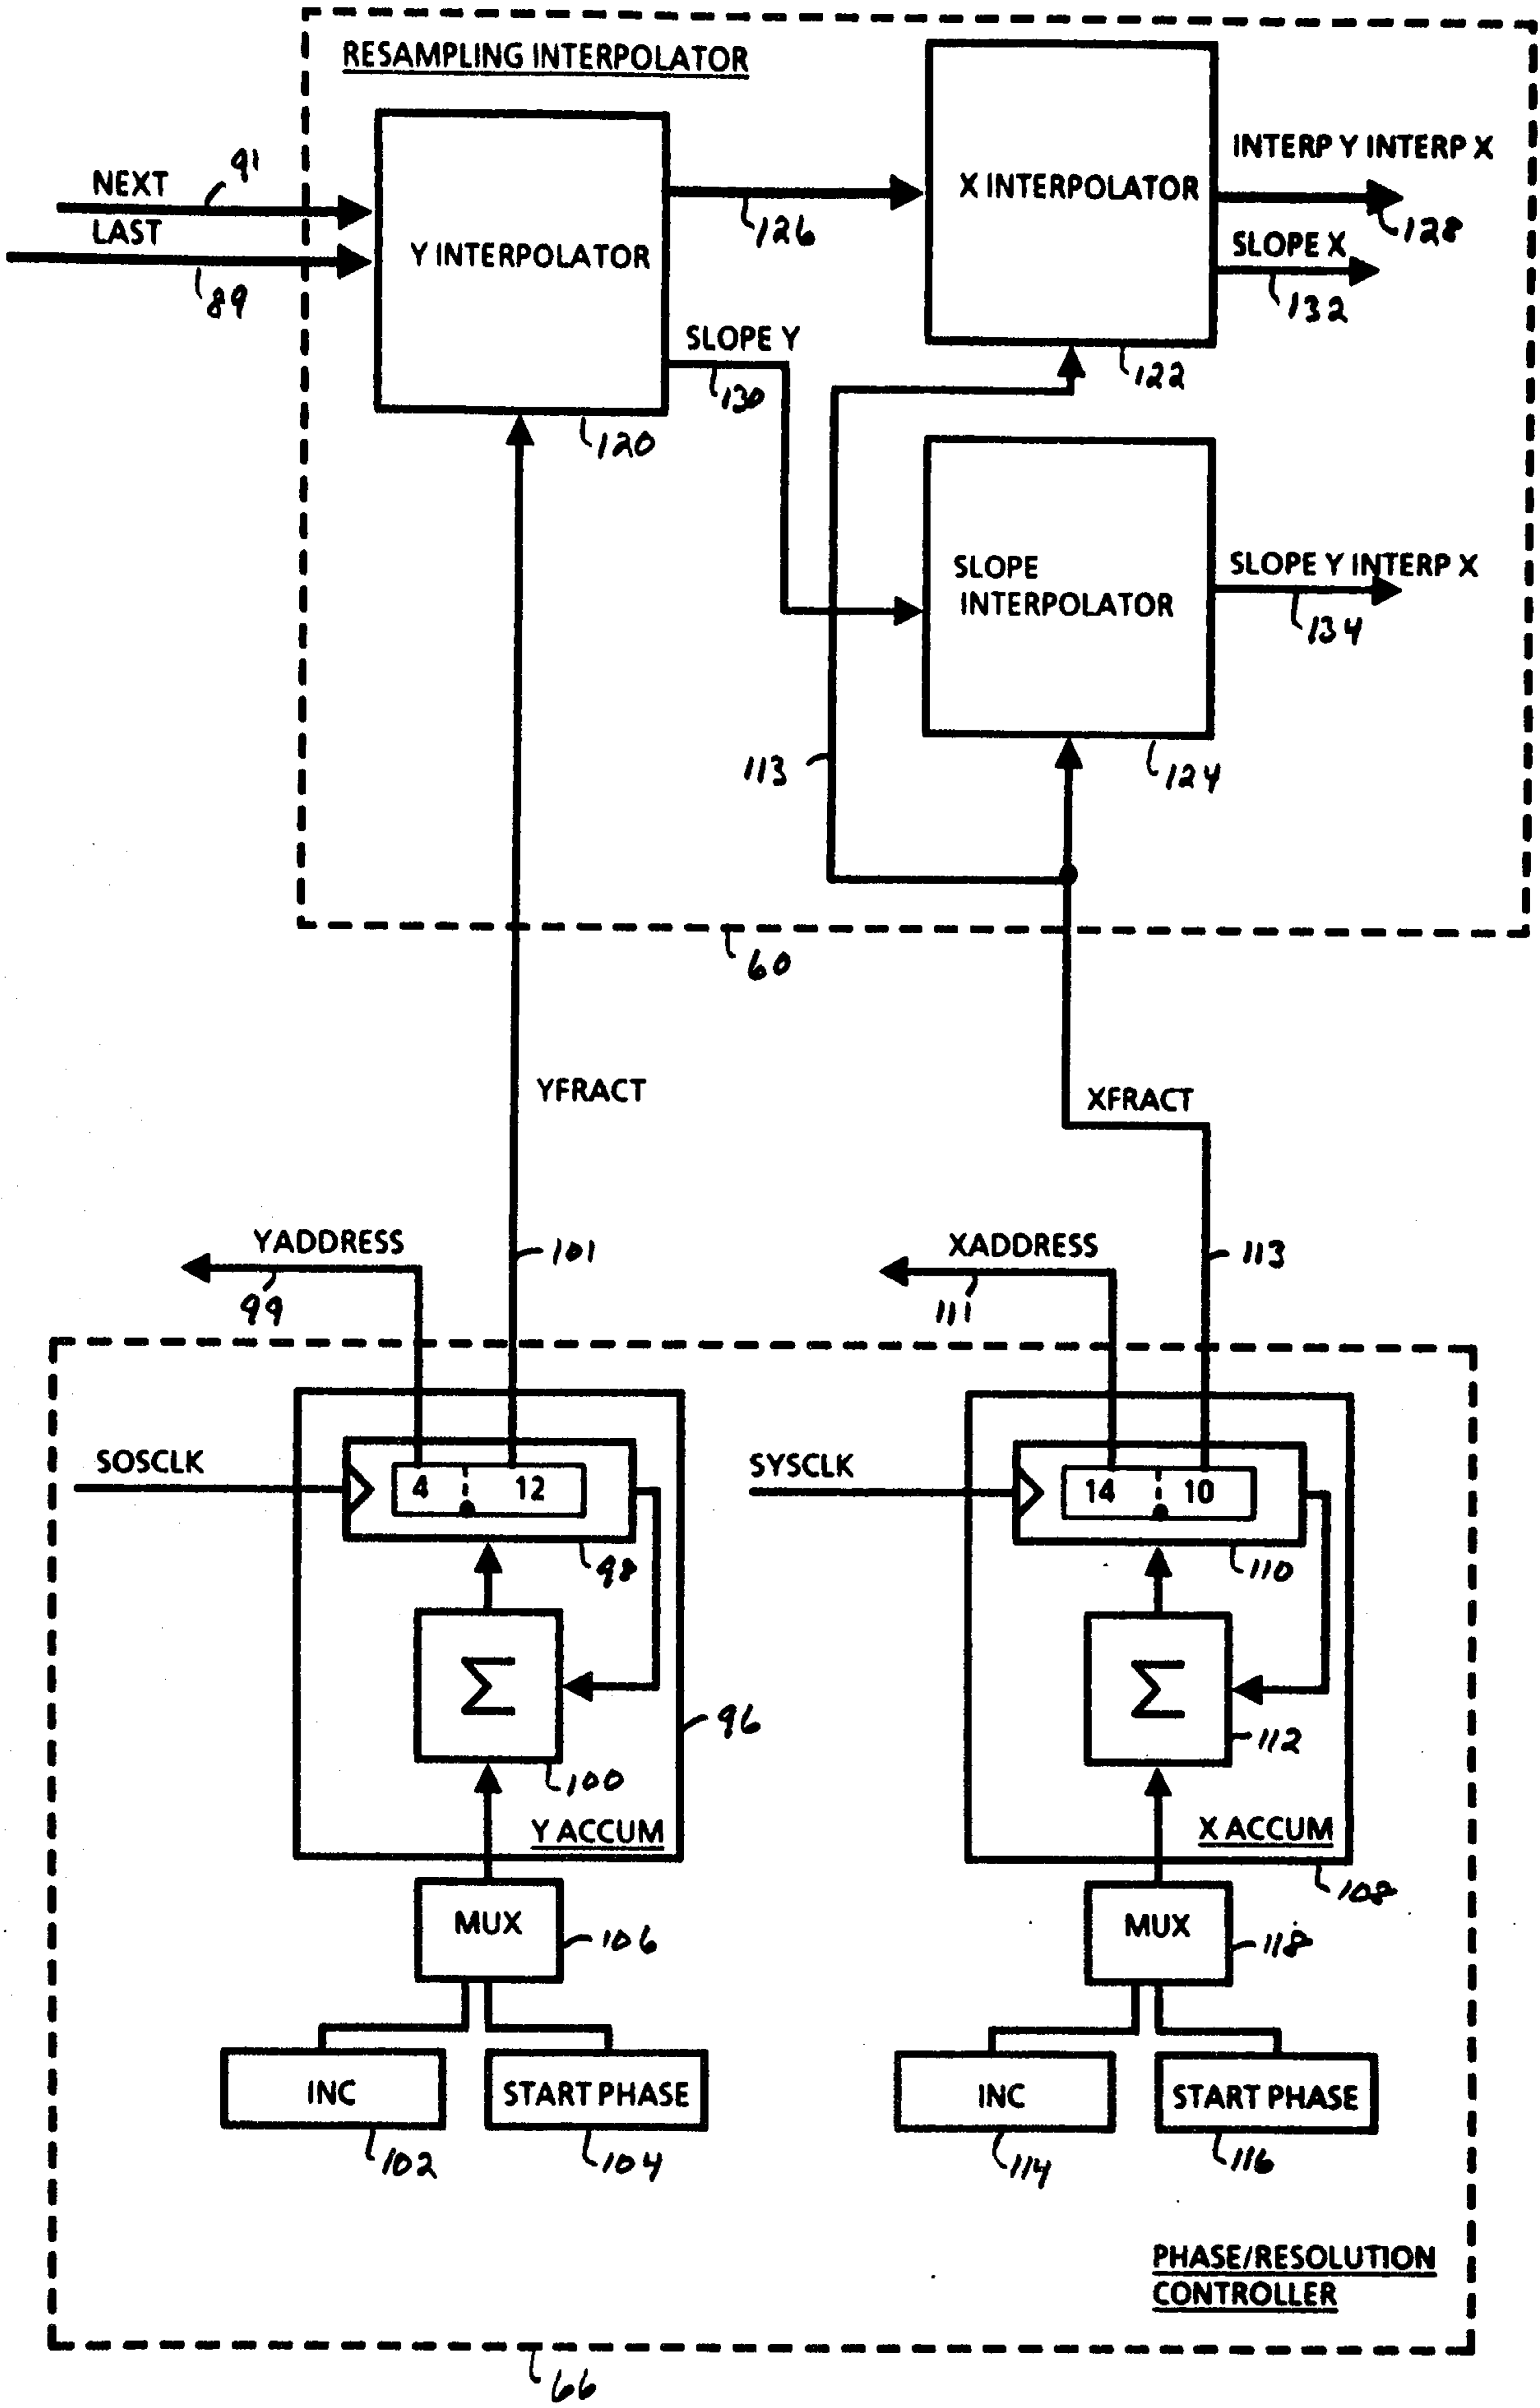 RESAMPLING INTERPOLATOR
NEXT
91
LAST
89
Y INTERPOLATOR
120
126
SLOPE Y
130
X INTERPOLATOR
122
INTERP Y INTERP X
128
SLOPE X
132
SLOPE
INTERPOLATOR
124
SLOPE Y INTERP X
134
113
60
YFRACT
XFRACT
YADDRESS
99
101
XADDRESS
111
113
SOSCLK
4
12
98
Σ
100
96
Y ACCUM
MUX
106
INC
102
START PHASE
104
SYSCLK
14
10
110
Σ
112
X ACCUM
108
MUX
118
INC
114
START PHASE
116
PHASE/RESOLUTION
CONTROLLER
66